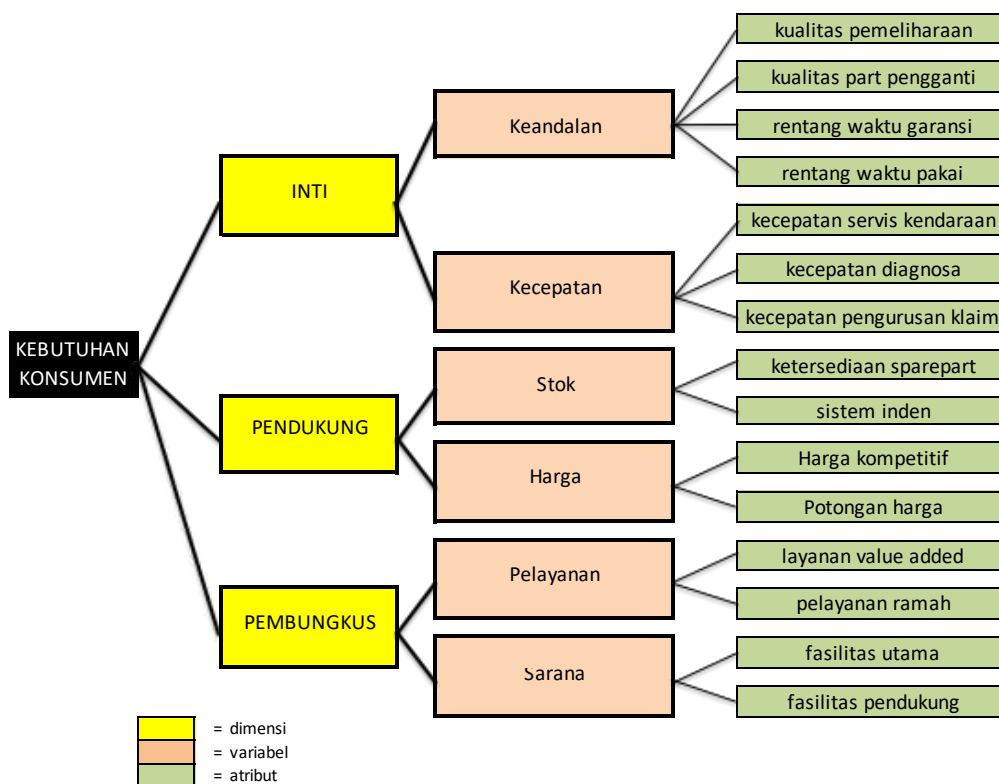 kualitas pemeliharaan
kualitas part pengganti
Keandalan
rentang waktu garansi
rentang waktu pakai
INTI
kecepatan servis kendaraan
kecepatan diagnosa
Kecepatan
kecepatan pengurusan klaim
KEBUTUHAN
KONSUMEN
ketersediaan sparepart
Stok
sistem inden
PENDUKUNG
Harga kompetitif
Harga
Potongan harga
layanan value added
Pelayanan
pelayanan ramah
PEMBUNGKUS
fasilitas utama
Sarana
fasilitas pendukung
= dimensi
= variabel
= atribut